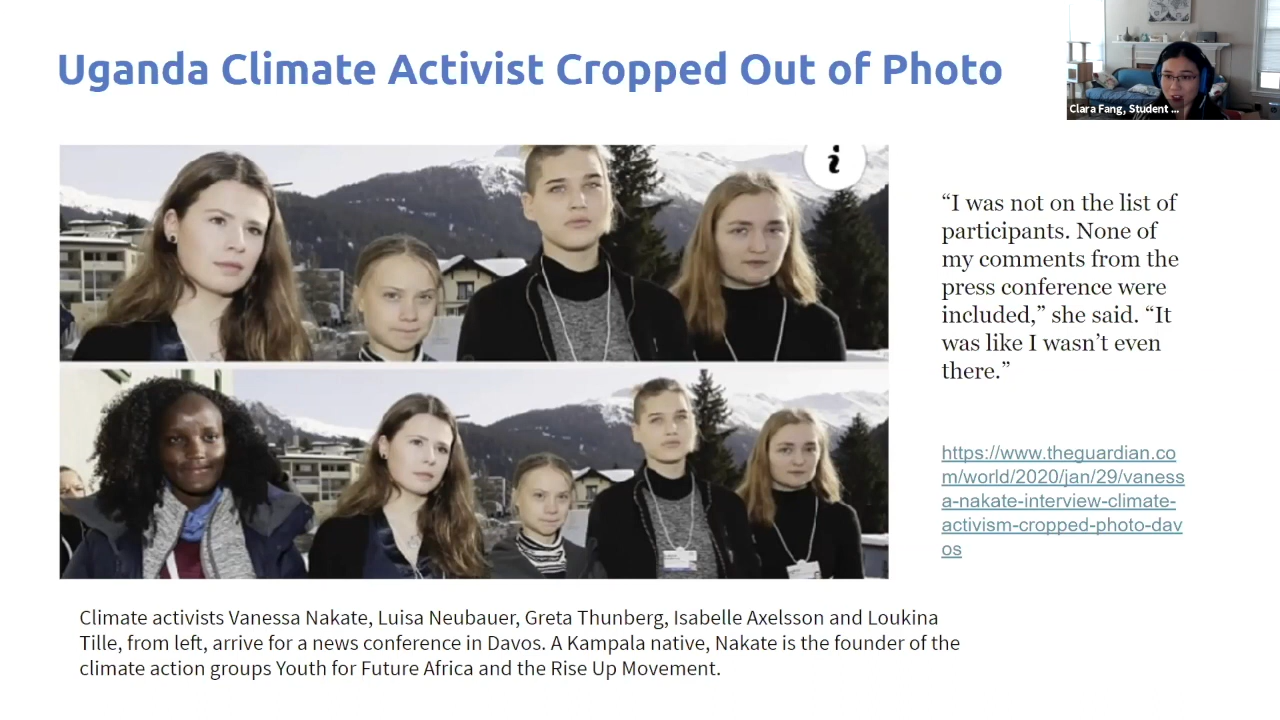 Uganda Climate Activist Cropped Out of Photo
Clara Fang, Student ...
i
“I was not on the list of
participants. None of
my comments from the
press conference were
included,” she said. “It
was like I wasn’t even
there.”
https://www.theguardian.co
m/world/2020/jan/29/vaness
a-nakate-interview-climate-
activism-cropped-photo-dav
os
Climate activists Vanessa Nakate, Luisa Neubauer, Greta Thunberg, Isabelle Axelsson and Loukina
Tille, from left, arrive for a news conference in Davos. A Kampala native, Nakate is the founder of the
climate action groups Youth for Future Africa and the Rise Up Movement.